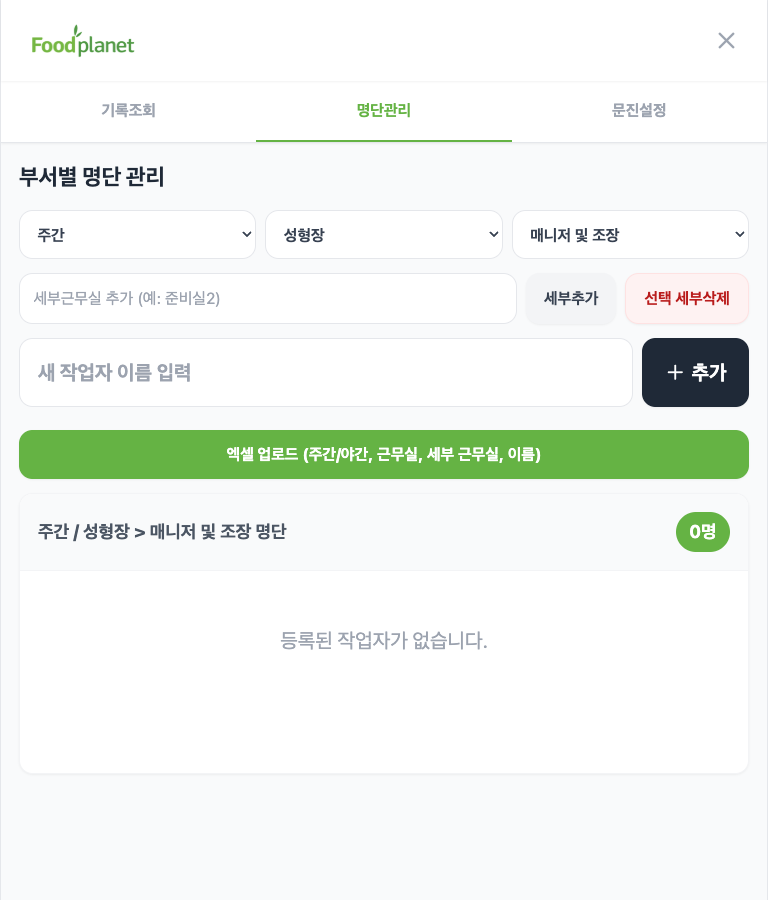 Foodplanet
기록조회
명단관리
문진설정
부서별 명단 관리
주간
성형장
매니저 및 조장
세부근무실 추가 (예: 준비실2)
세부추가
선택 세부삭제
새 작업자 이름 입력
+ 추가
엑셀 업로드 (주간/야간, 근무실, 세부 근무실, 이름)
주간 / 성형장 > 매니저 및 조장 명단
0명
등록된 작업자가 없습니다.